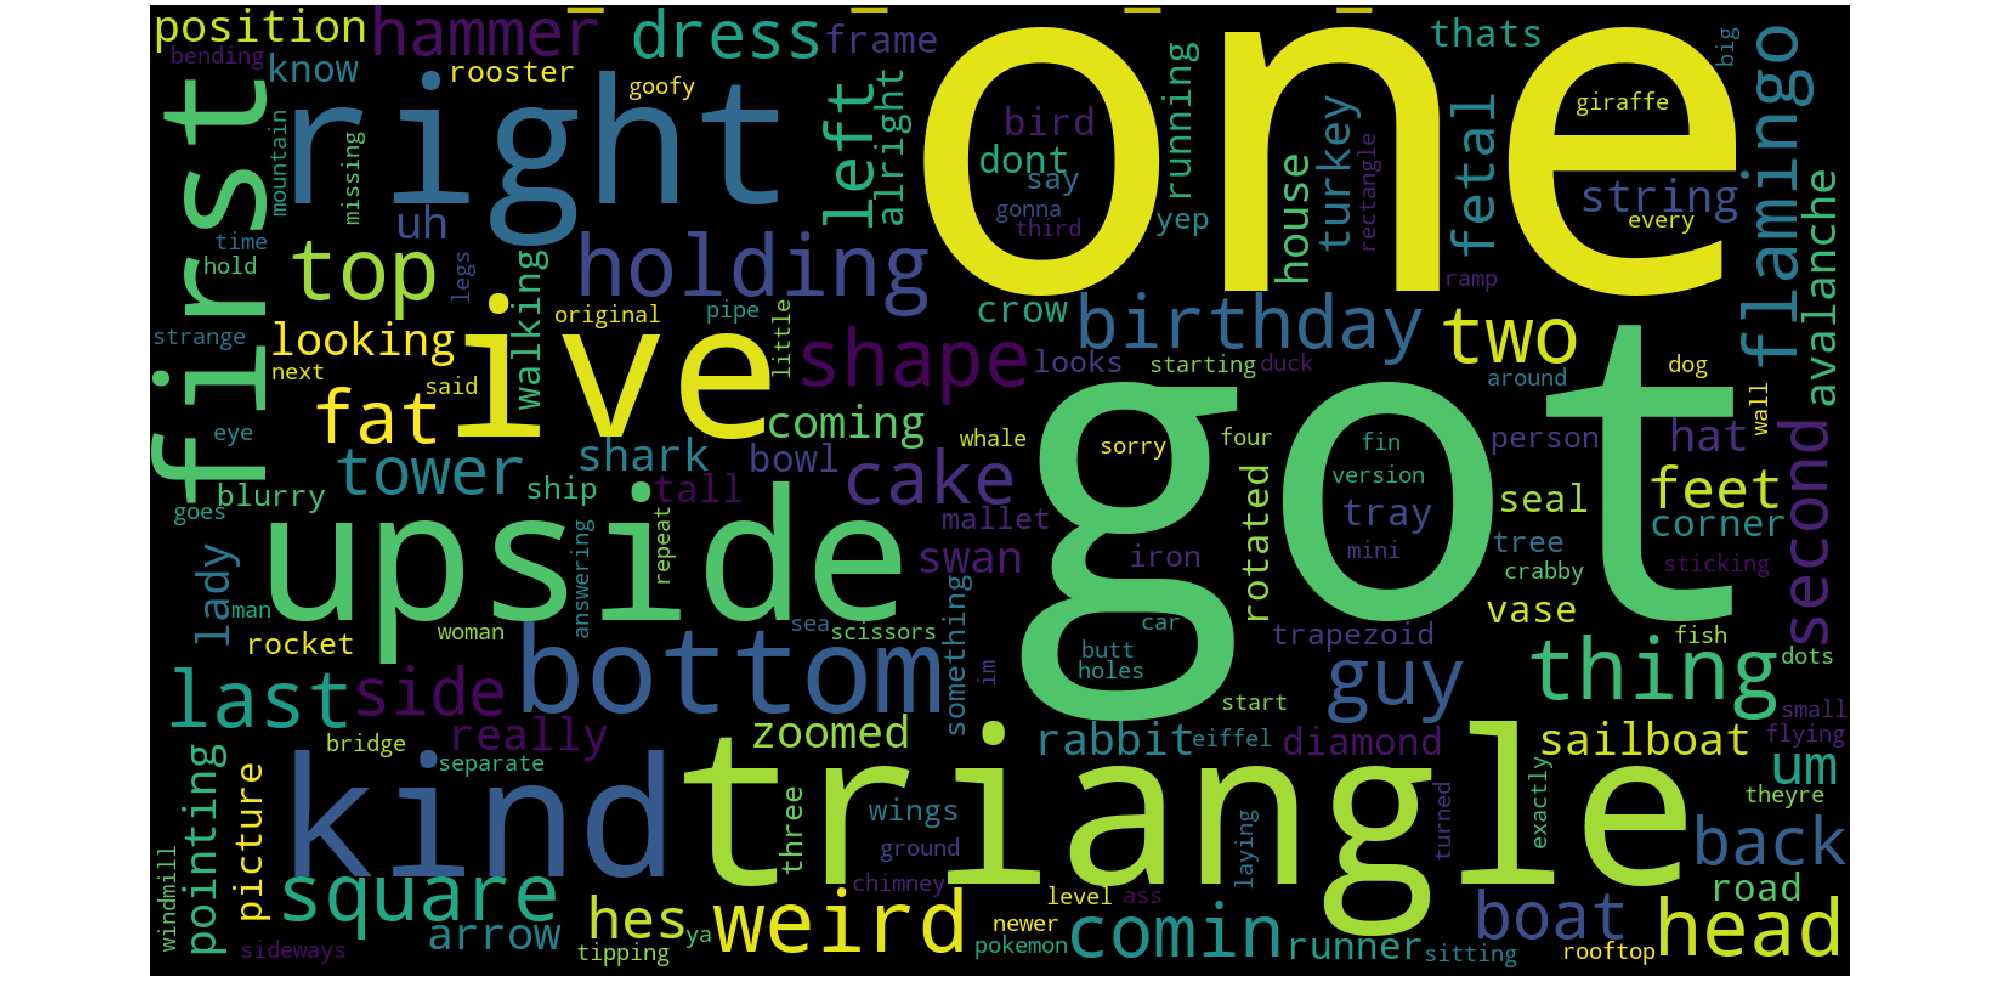 position
hammer
dress
frame
one
thats
big
flamingo
bending
know
rooster
goofy
right
first
left
alright
running
giraffe
bird
dont
say
gonna
third
house
turkey
rectangle
fetal
string
every
avalanche
mountain
missing
uh
yep
time
hold
top
legs
walking
holding
ramp
strange
looking
ive
original
pipe
little
crow
birthday
two
next
said
shape
looks
starting
duck
around
dog
wall
fat
coming
got
eye
tower
shark
bowl
whale
sorry
four
fin
person
hat
cake
version
second
blurry
ship
tall
feet
goes
upside
repeat
answering
mallet
rotated
tray
seal
corner
swan
iron
mini
tree
crabby
sticking
lady
man
something
vase
rocket
woman
sea
scissors
car
trapezoid
fish
butt
holes
dots
bottom
im
guy
thing
last
side
start
small
really
zoomed
rabbit
eiffel
diamond
sailboat
flying
bridge
separate
triangle
um
kind
pointing
picture
three
wings
laying
turned
exactly
theyre
ground
back
windmill
square
chimney
level
ass
road
arrow
hes
ya
weird
newer
comin
boat
head
sideways
tipping
pokemon
runner
sitting
rooftop